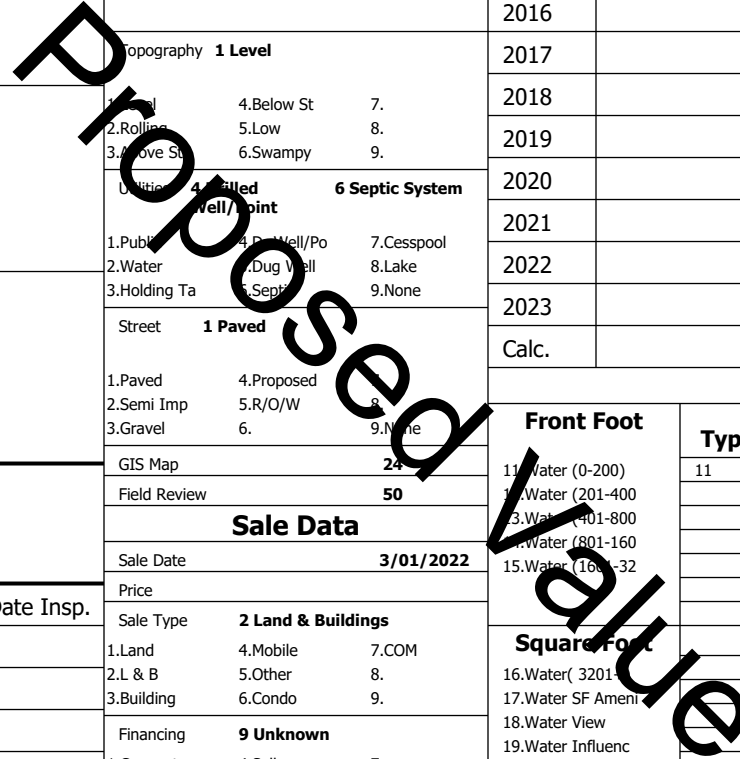 Topography 1 Level
1.Level 4.Below St 7.
2.Rolling 5.Low 8.
3.Above St 6.Swampy 9.
Utilities 4 Drilled 6 Septic System
Well/Point
1.Public 4.Dr Well/Po 7.Cesspool
2.Water 5.Dug Well 8.Lake
3.Holding Ta 6.Septic 9.None
Street 1 Paved
1.Paved 4.Proposed 7.
2.Semi Imp 5.R/O/W 8.
3.Gravel 6. 9.None
GIS Map 24
Field Review 50
Sale Data
Sale Date 3/01/2022
Price
Sale Type 2 Land & Buildings
1.Land 4.Mobile 7.COM
2.L & B 5.Other 8.
3.Building 6.Condo 9.
Financing 9 Unknown
ate Insp.
2016
2017
2018
2019
2020
2021
2022
2023
Calc.
Front Foot
Typ
11.Water (0-200) 11
12.Water (201-400
13.Water (401-800
14.Water (801-160
15.Water (1601-32
Square Foot
16.Water( 3201-
17.Water SF Ameni
18.Water View
19.Water Influenc
Proposed Value